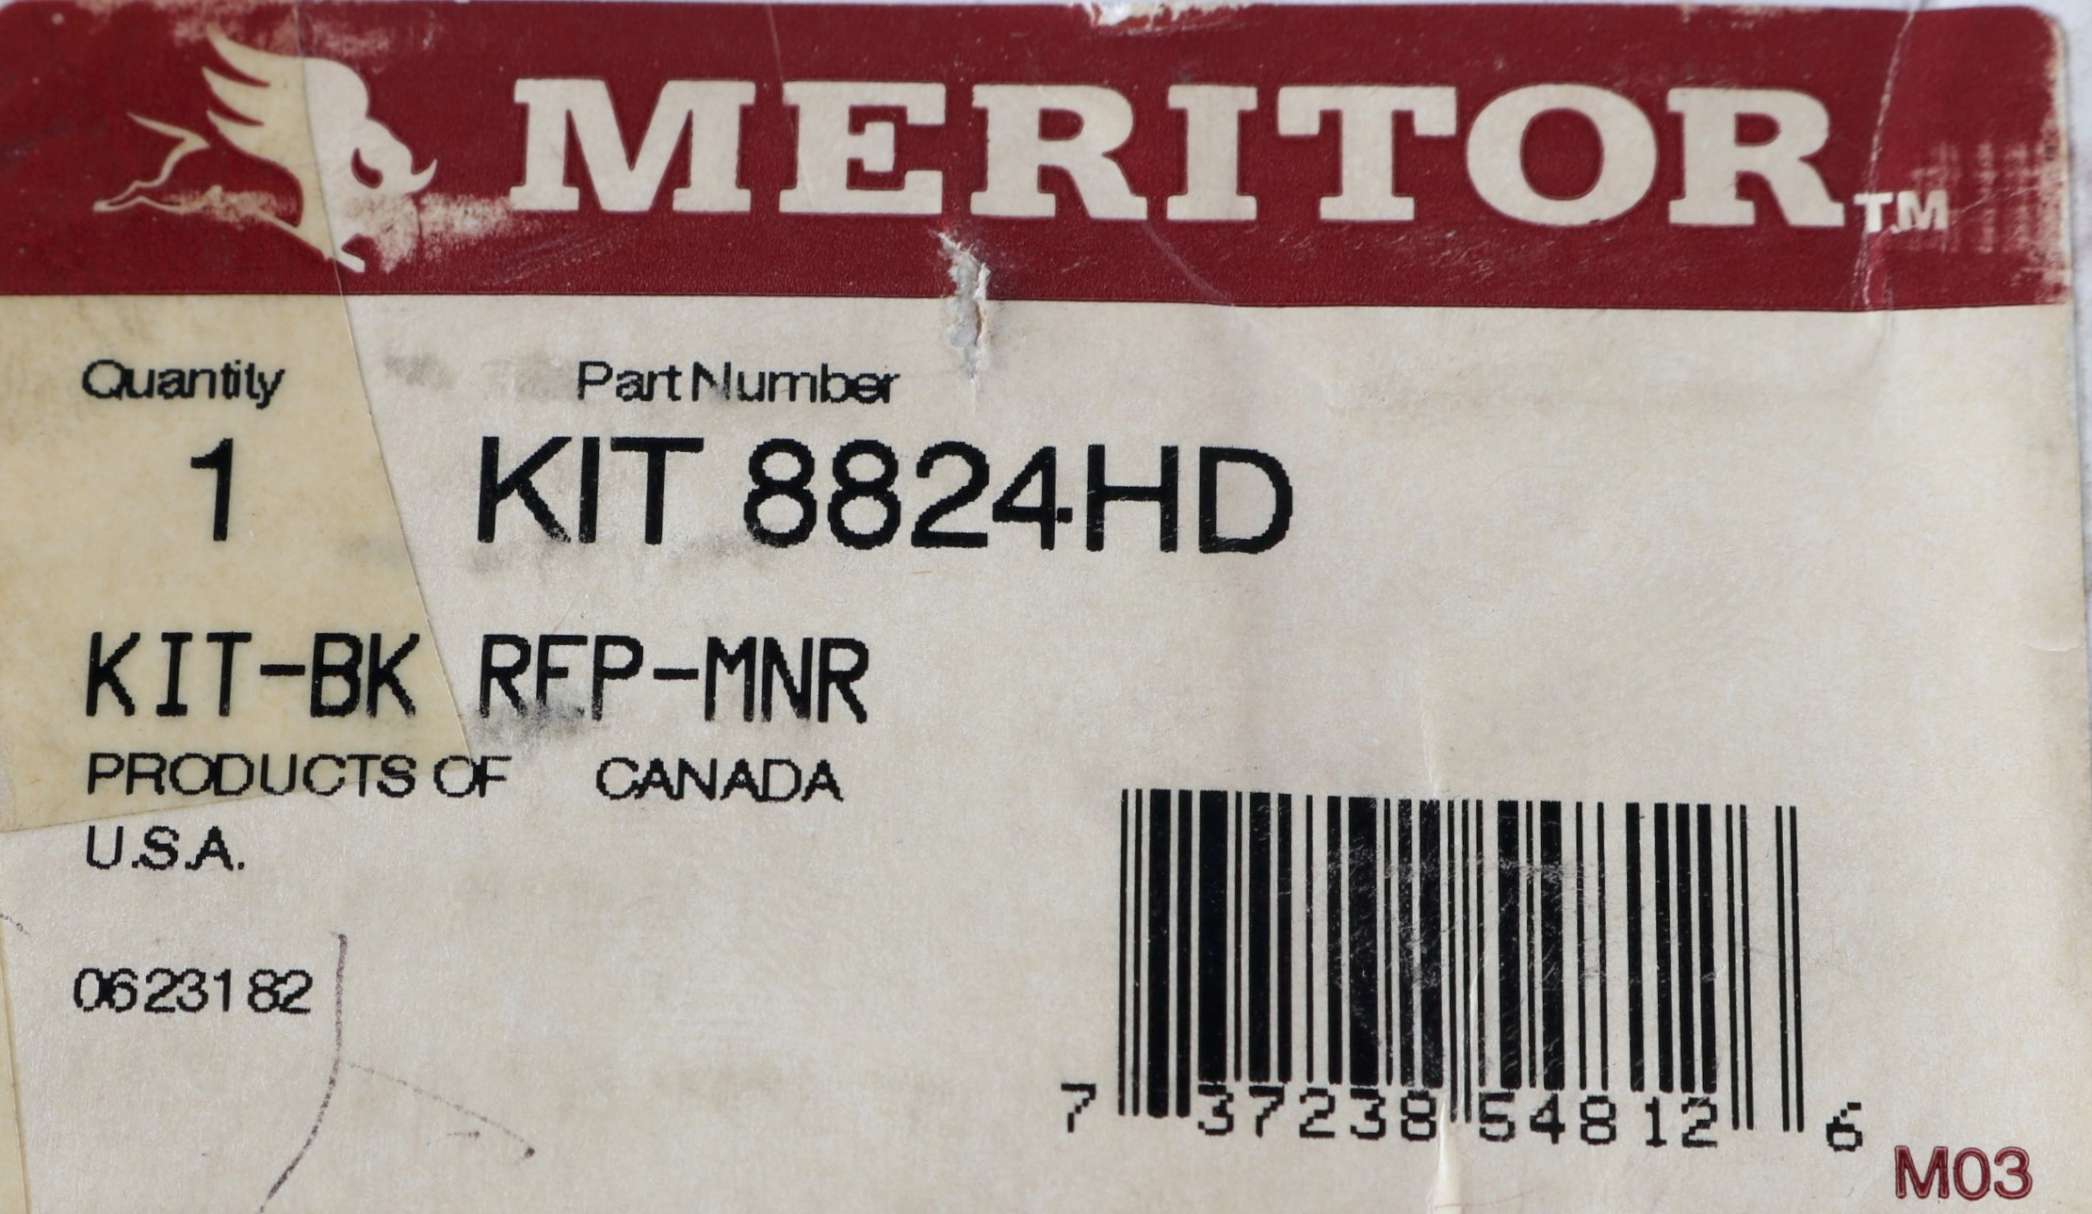 MERITOR™
Quantity Part Number
1 KIT 8824HD
KIT-BK REP-MNR
PRODUCTS OF CANADA
U.S.A.
0623182
7 37238 54812 6
M03